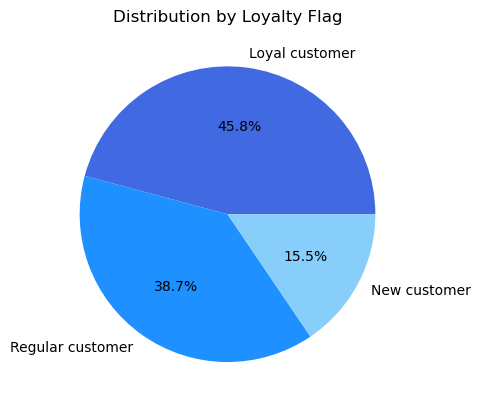 Distribution by Loyalty Flag
Loyal customer
45.8%
15.5%
38.7%
New customer
Regular customer